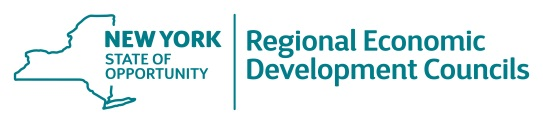 NEW YORK
STATE OF
OPPORTUNITY
Regional Economic
Development Councils